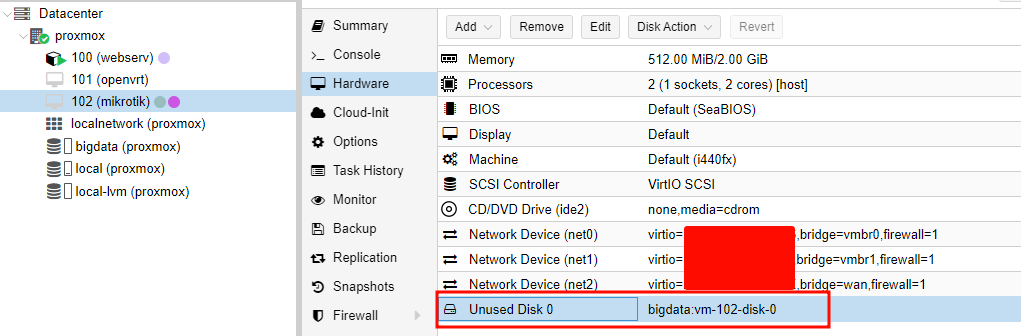 Datacenter
proxmox
100 (webserv)
101 (openvrt)
102 (mikrotik)
localnetwork (proxmox)
bigdata (proxmox)
local (proxmox)
local-lvm (proxmox)
Summary
Console
Hardware
Cloud-Init
Options
Task History
Monitor
Backup
Replication
Snapshots
Firewall
Add Remove Edit Disk Action Revert
Memory 512.00 MiB/2.00 GiB
Processors 2 (1 sockets, 2 cores) [host]
BIOS Default (SeaBIOS)
Display Default
Machine Default (i440fx)
SCSI Controller VirtIO SCSI
CD/DVD Drive (ide2) none,media=cdrom
Network Device (net0) virtio= ,bridge=vmbr0,firewall=1
Network Device (net1) virtio= ,bridge=vmbr1,firewall=1
Network Device (net2) virtio= ,bridge=wan,firewall=1
Unused Disk 0 bigdata:vm-102-disk-0